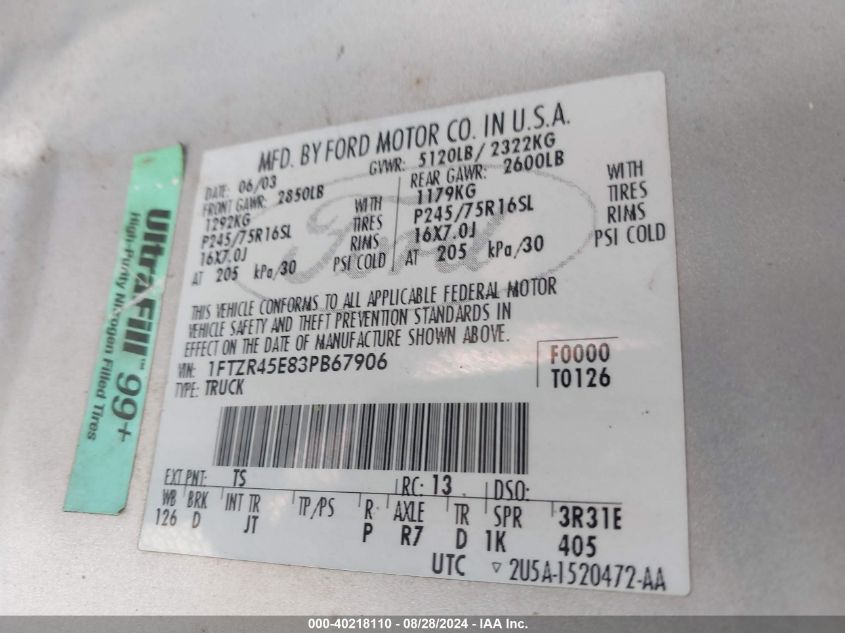 MFD. BY FORD MOTOR CO. IN U.S.A.
DATE: 06/03 GVWR: 5120LB/ 2322KG
FRONT GAWR: 2850LB REAR GAWR: 2600LB
1292KG WITH 1179KG WITH
P245/75R16SL TIRES P245/75R16SL TIRES
16X7.0J RIMS 16X7.0J RIMS
AT 205 kPa/30 PSI COLD AT 205 kPa/30 PSI COLD
Ford
THIS VEHICLE CONFORMS TO ALL APPLICABLE FEDERAL MOTOR
VEHICLE SAFETY AND THEFT PREVENTION STANDARDS IN
EFFECT ON THE DATE OF MANUFACTURE SHOWN ABOVE.
VIN: 1FTZR45E83PB67906 F0000
TYPE: TRUCK T0126
EXT PNT: TS RC: 13 DSO:
WB BRK INT TR TP/PS R AXLE TR SPR 3R31E
126 D JT P R7 D 1K 405
UTC ▽ 2U5A-1520472-AA
UltraFill™ 99+
High-Purity Nitrogen Filled Tires
000-40218110 - 08/28/2024 - IAA Inc.